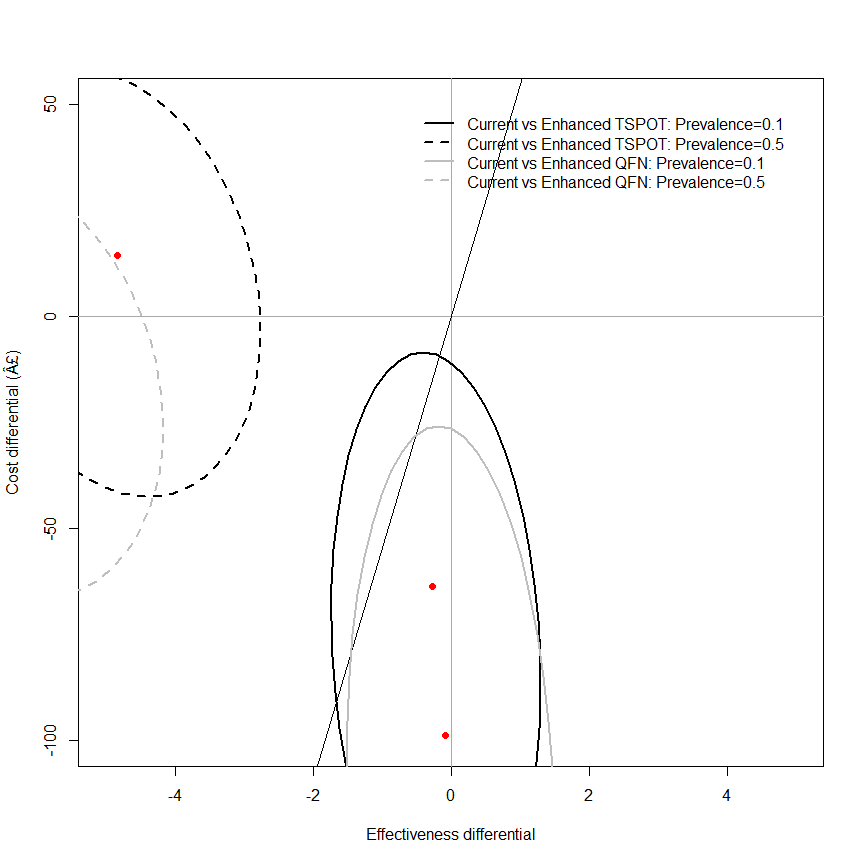 50
Current vs Enhanced TSPOT: Prevalence=0.1
Current vs Enhanced TSPOT: Prevalence=0.5
Current vs Enhanced QFN: Prevalence=0.1
Current vs Enhanced QFN: Prevalence=0.5
0
Cost differential (Â£)
-50
-100
-4 -2 0 2 4
Effectiveness differential